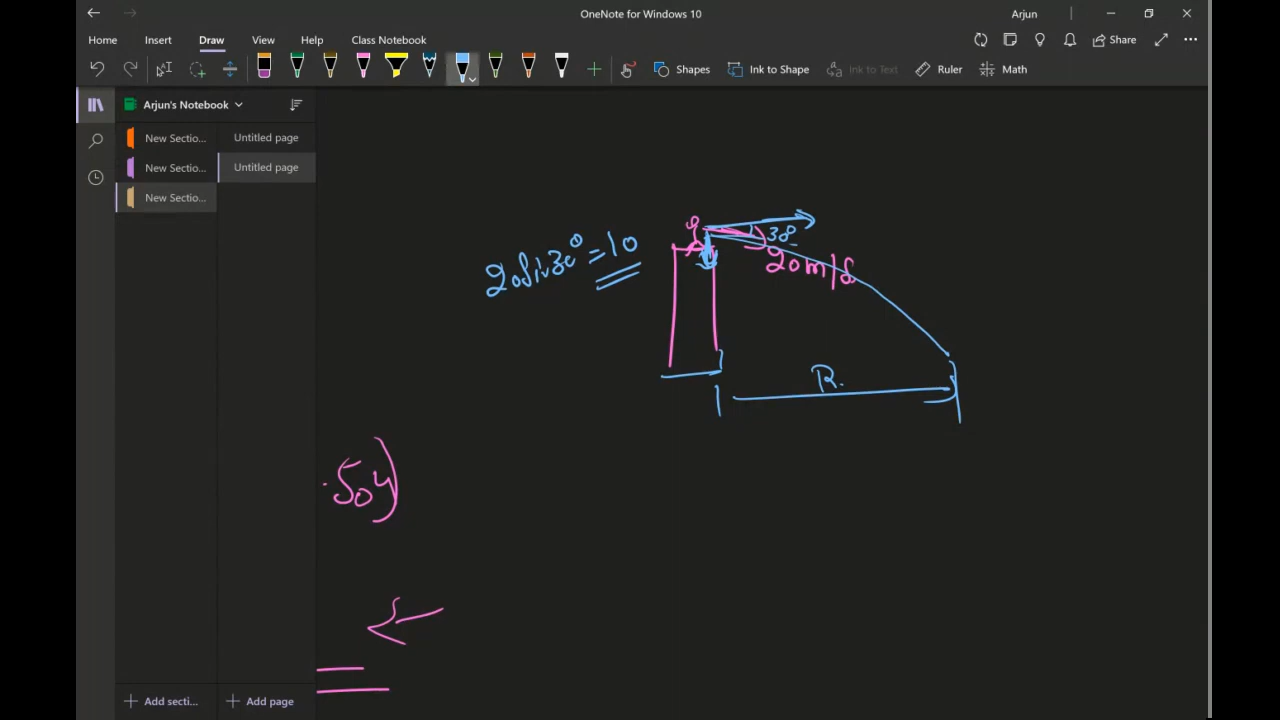 OneNote for Windows 10
Arjun
Home Insert Draw View Help Class Notebook
Share
Shapes Ink to Shape Ink to Text Ruler Math
Arjun's Notebook
New Sectio... Untitled page
New Sectio... Untitled page
New Sectio...
30°
20 sin 30° = 10
20 m/s
R.
.504)
Add secti... Add page